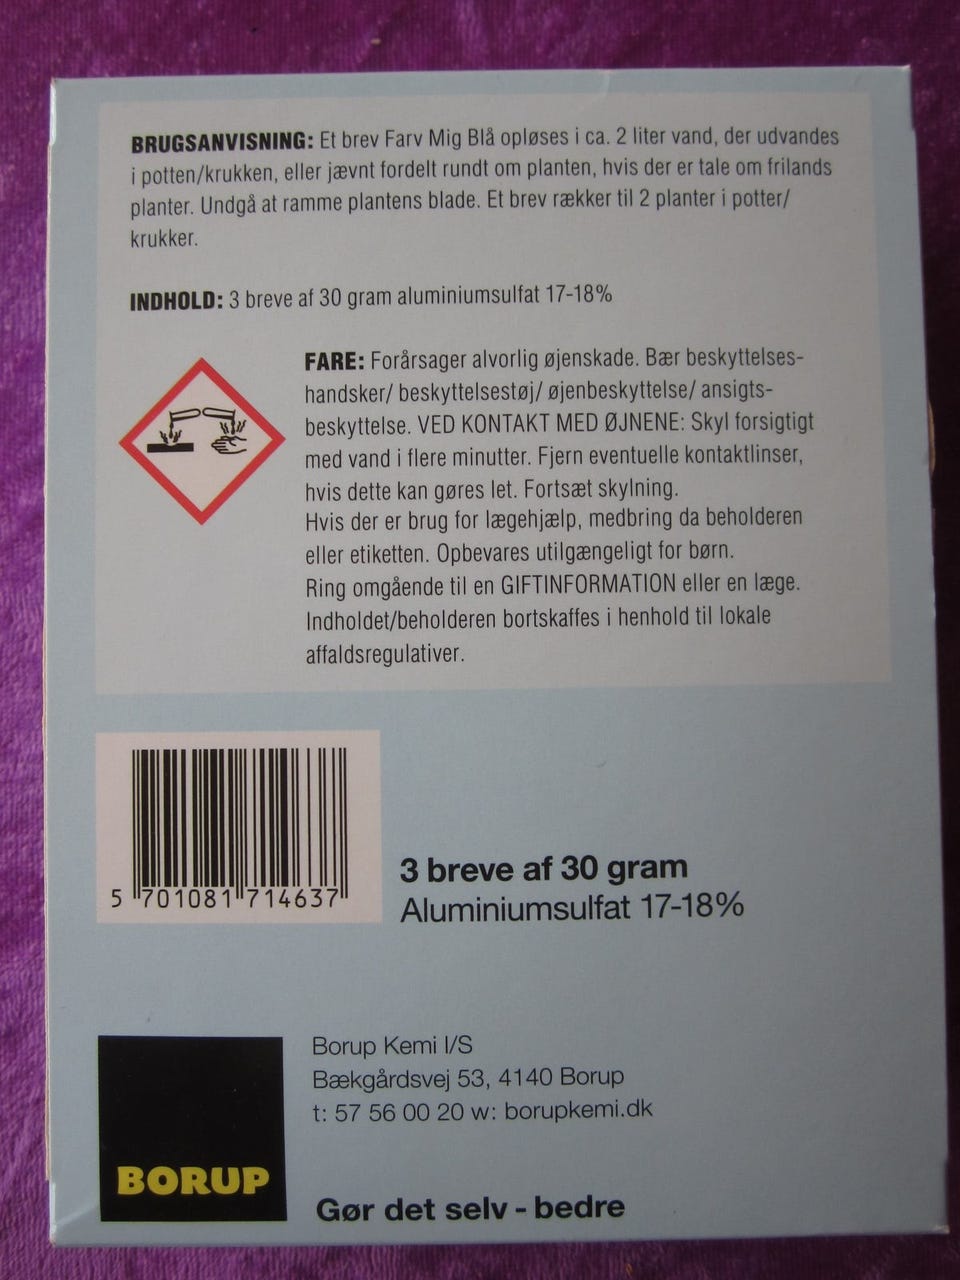 BRUGSANVISNING: Et brev Farv Mig Blå opløses i ca. 2 liter vand, der udvandes
i potten/krukken, eller jævnt fordelt rundt om planten, hvis der er tale om frilands
planter. Undgå at ramme plantens blade. Et brev rækker til 2 planter i potter/
krukker.
INDHOLD: 3 breve af 30 gram aluminiumsulfat 17-18%
FARE: Forårsager alvorlig øjenskade. Bær beskyttelses-
handsker/ beskyttelsestøj/ øjenbeskyttelse/ ansigts-
beskyttelse. VED KONTAKT MED ØJNENE: Skyl forsigtigt
med vand i flere minutter. Fjern eventuelle kontaktlinser,
hvis dette kan gøres let. Fortsæt skylning.
Hvis der er brug for lægehjælp, medbring da beholderen
eller etiketten. Opbevares utilgængeligt for børn.
Ring omgående til en GIFTINFORMATION eller en læge.
Indholdet/beholderen bortskaffes i henhold til lokale
affaldsregulativer.
5 701081 714637
3 breve af 30 gram
Aluminiumsulfat 17-18%
Borup Kemi I/S
Bækgårdsvej 53, 4140 Borup
t: 57 56 00 20 w: borupkemi.dk
BORUP
Gør det selv - bedre